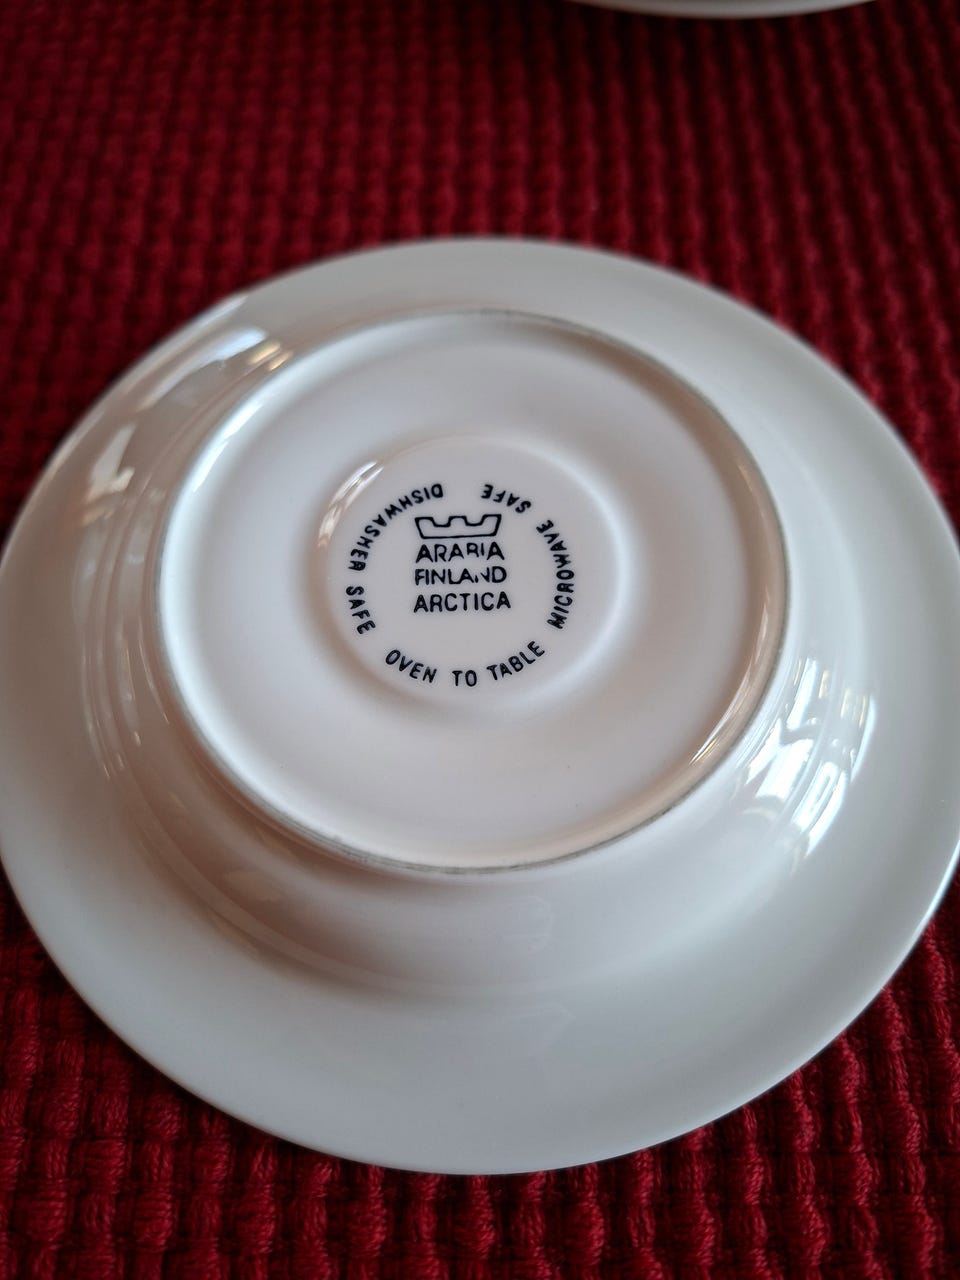 ARABIA
FINLAND
ARCTICA
DISHWASHER SAFE
OVEN TO TABLE
MICROWAVE SAFE